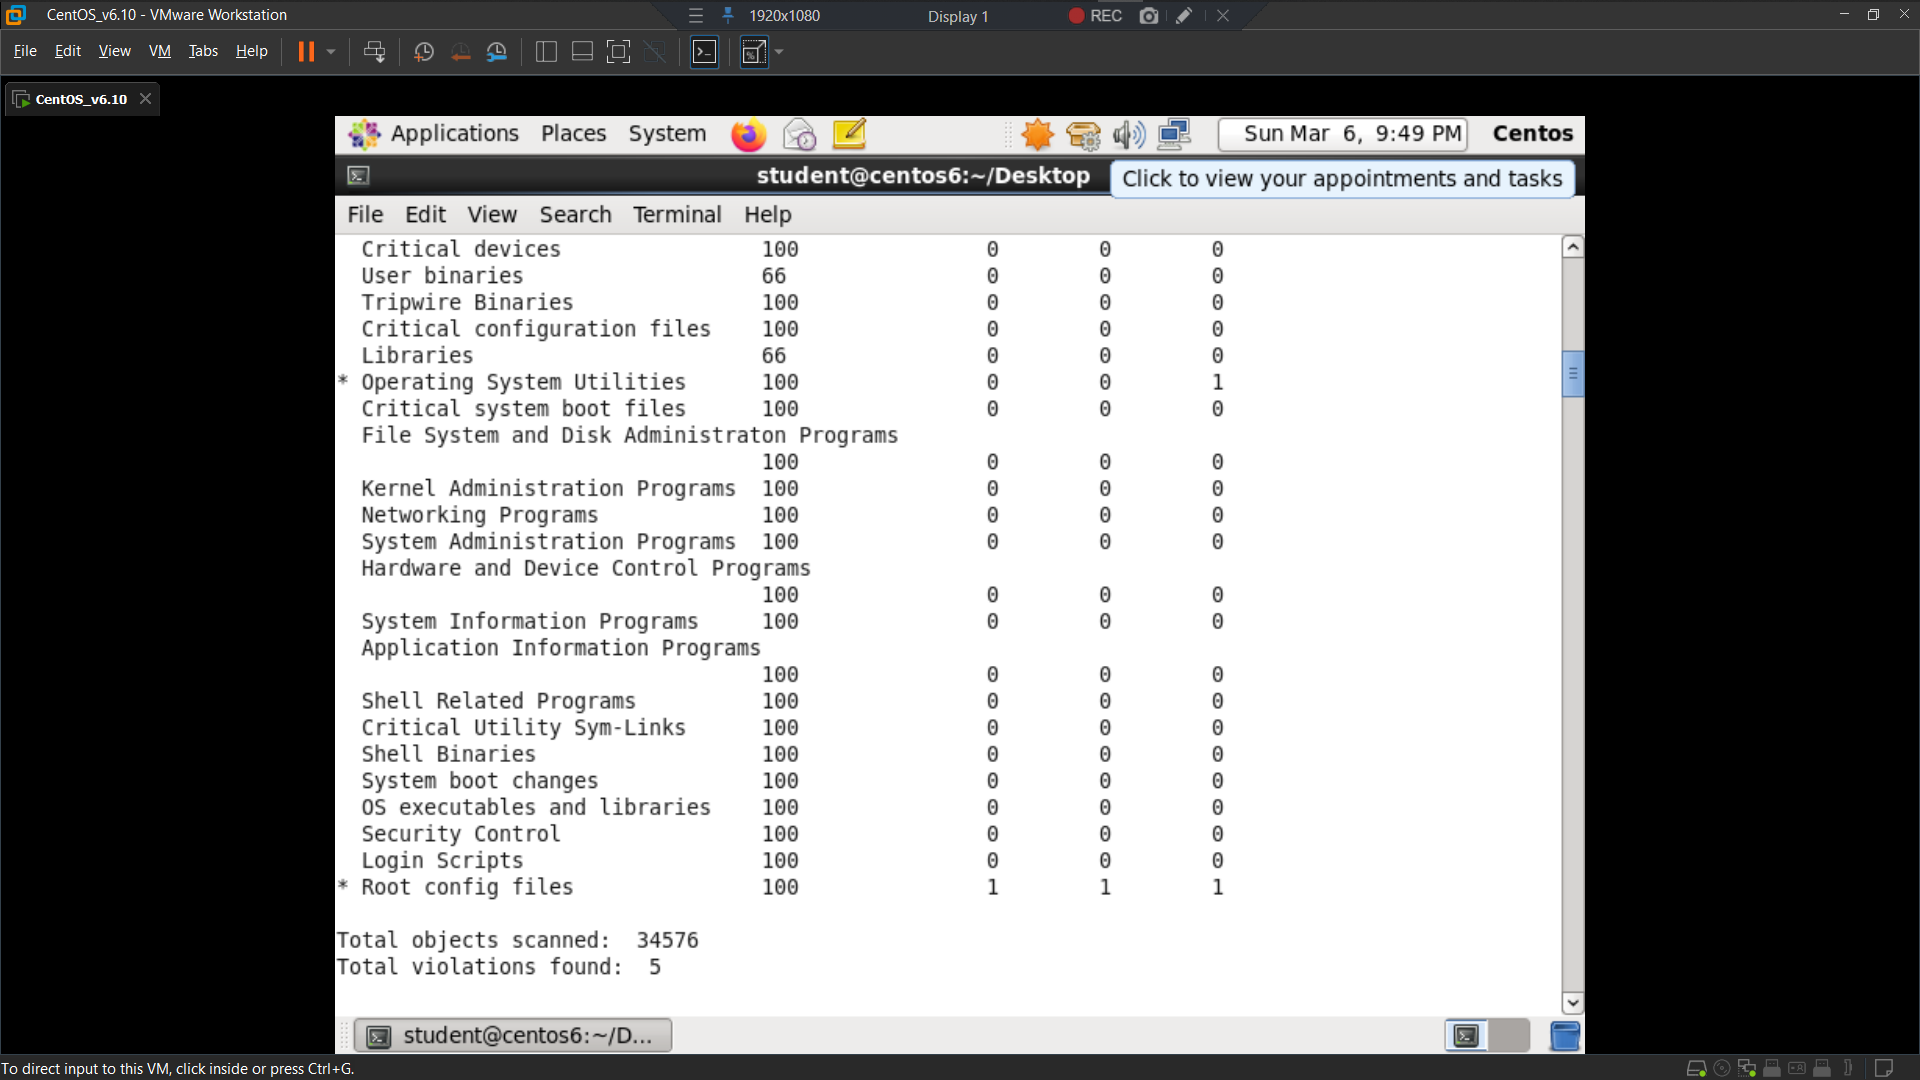 CentOS_v6.10 - VMware Workstation
1920x1080
Display 1
REC
File Edit View VM Tabs Help
CentOS_v6.10
Applications Places System
Sun Mar 6, 9:49 PM
Centos
student@centos6:~/Desktop
Click to view your appointments and tasks
File Edit View Search Terminal Help
Critical devices 100 0 0 0
User binaries 66 0 0 0
Tripwire Binaries 100 0 0 0
Critical configuration files 100 0 0 0
Libraries 66 0 0 0
* Operating System Utilities 100 0 0 1
Critical system boot files 100 0 0 0
File System and Disk Administraton Programs
100 0 0 0
Kernel Administration Programs 100 0 0 0
Networking Programs 100 0 0 0
System Administration Programs 100 0 0 0
Hardware and Device Control Programs
100 0 0 0
System Information Programs 100 0 0 0
Application Information Programs
100 0 0 0
Shell Related Programs 100 0 0 0
Critical Utility Sym-Links 100 0 0 0
Shell Binaries 100 0 0 0
System boot changes 100 0 0 0
OS executables and libraries 100 0 0 0
Security Control 100 0 0 0
Login Scripts 100 0 0 0
* Root config files 100 1 1 1
Total objects scanned: 34576
Total violations found: 5
student@centos6:~/D...
To direct input to this VM, click inside or press Ctrl+G.